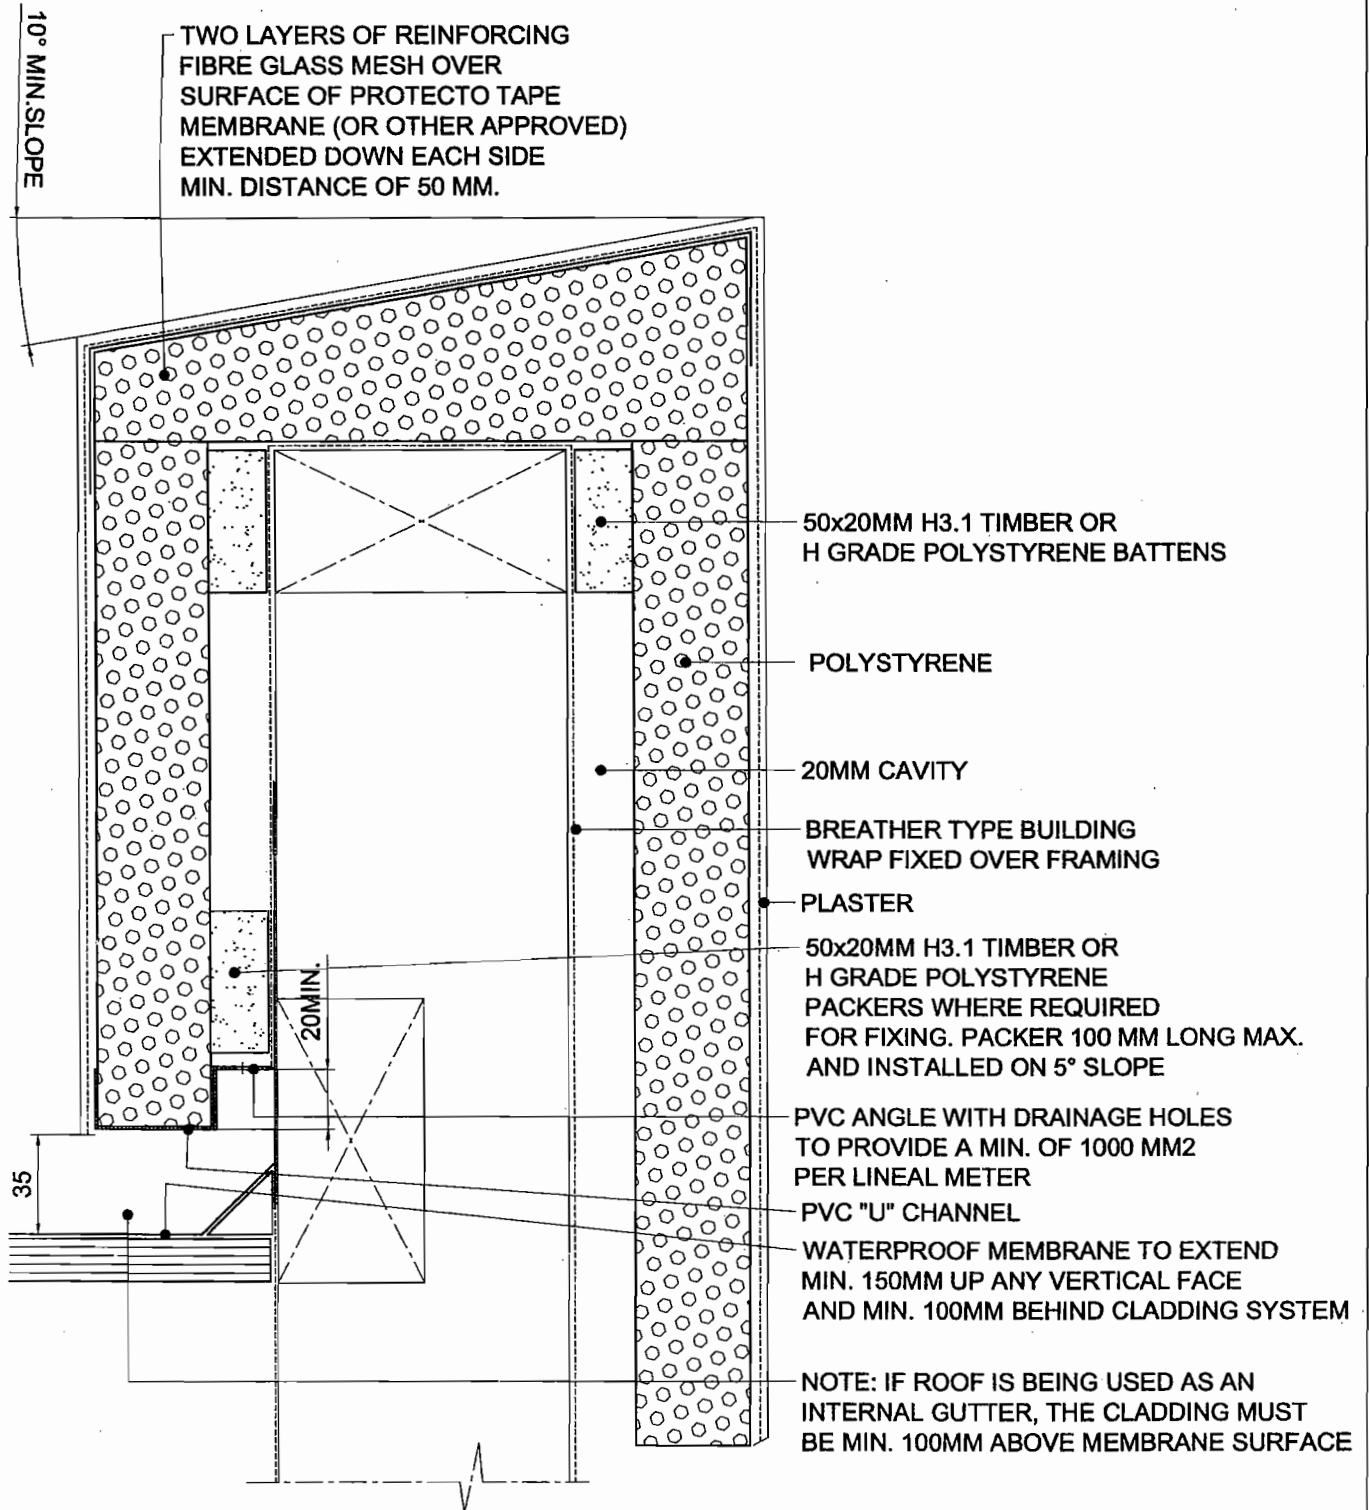 10° MIN.SLOPE
TWO LAYERS OF REINFORCING
FIBRE GLASS MESH OVER
SURFACE OF PROTECTO TAPE
MEMBRANE (OR OTHER APPROVED)
EXTENDED DOWN EACH SIDE
MIN. DISTANCE OF 50 MM.
50x20MM H3.1 TIMBER OR
H GRADE POLYSTYRENE BATTENS
POLYSTYRENE
20MM CAVITY
BREATHER TYPE BUILDING
WRAP FIXED OVER FRAMING
PLASTER
50x20MM H3.1 TIMBER OR
H GRADE POLYSTYRENE
PACKERS WHERE REQUIRED
FOR FIXING. PACKER 100 MM LONG MAX.
AND INSTALLED ON 5° SLOPE
20MIN.
PVC ANGLE WITH DRAINAGE HOLES
TO PROVIDE A MIN. OF 1000 MM2
PER LINEAL METER
35
PVC "U" CHANNEL
WATERPROOF MEMBRANE TO EXTEND
MIN. 150MM UP ANY VERTICAL FACE
AND MIN. 100MM BEHIND CLADDING SYSTEM
NOTE: IF ROOF IS BEING USED AS AN
INTERNAL GUTTER, THE CLADDING MUST
BE MIN. 100MM ABOVE MEMBRANE SURFACE